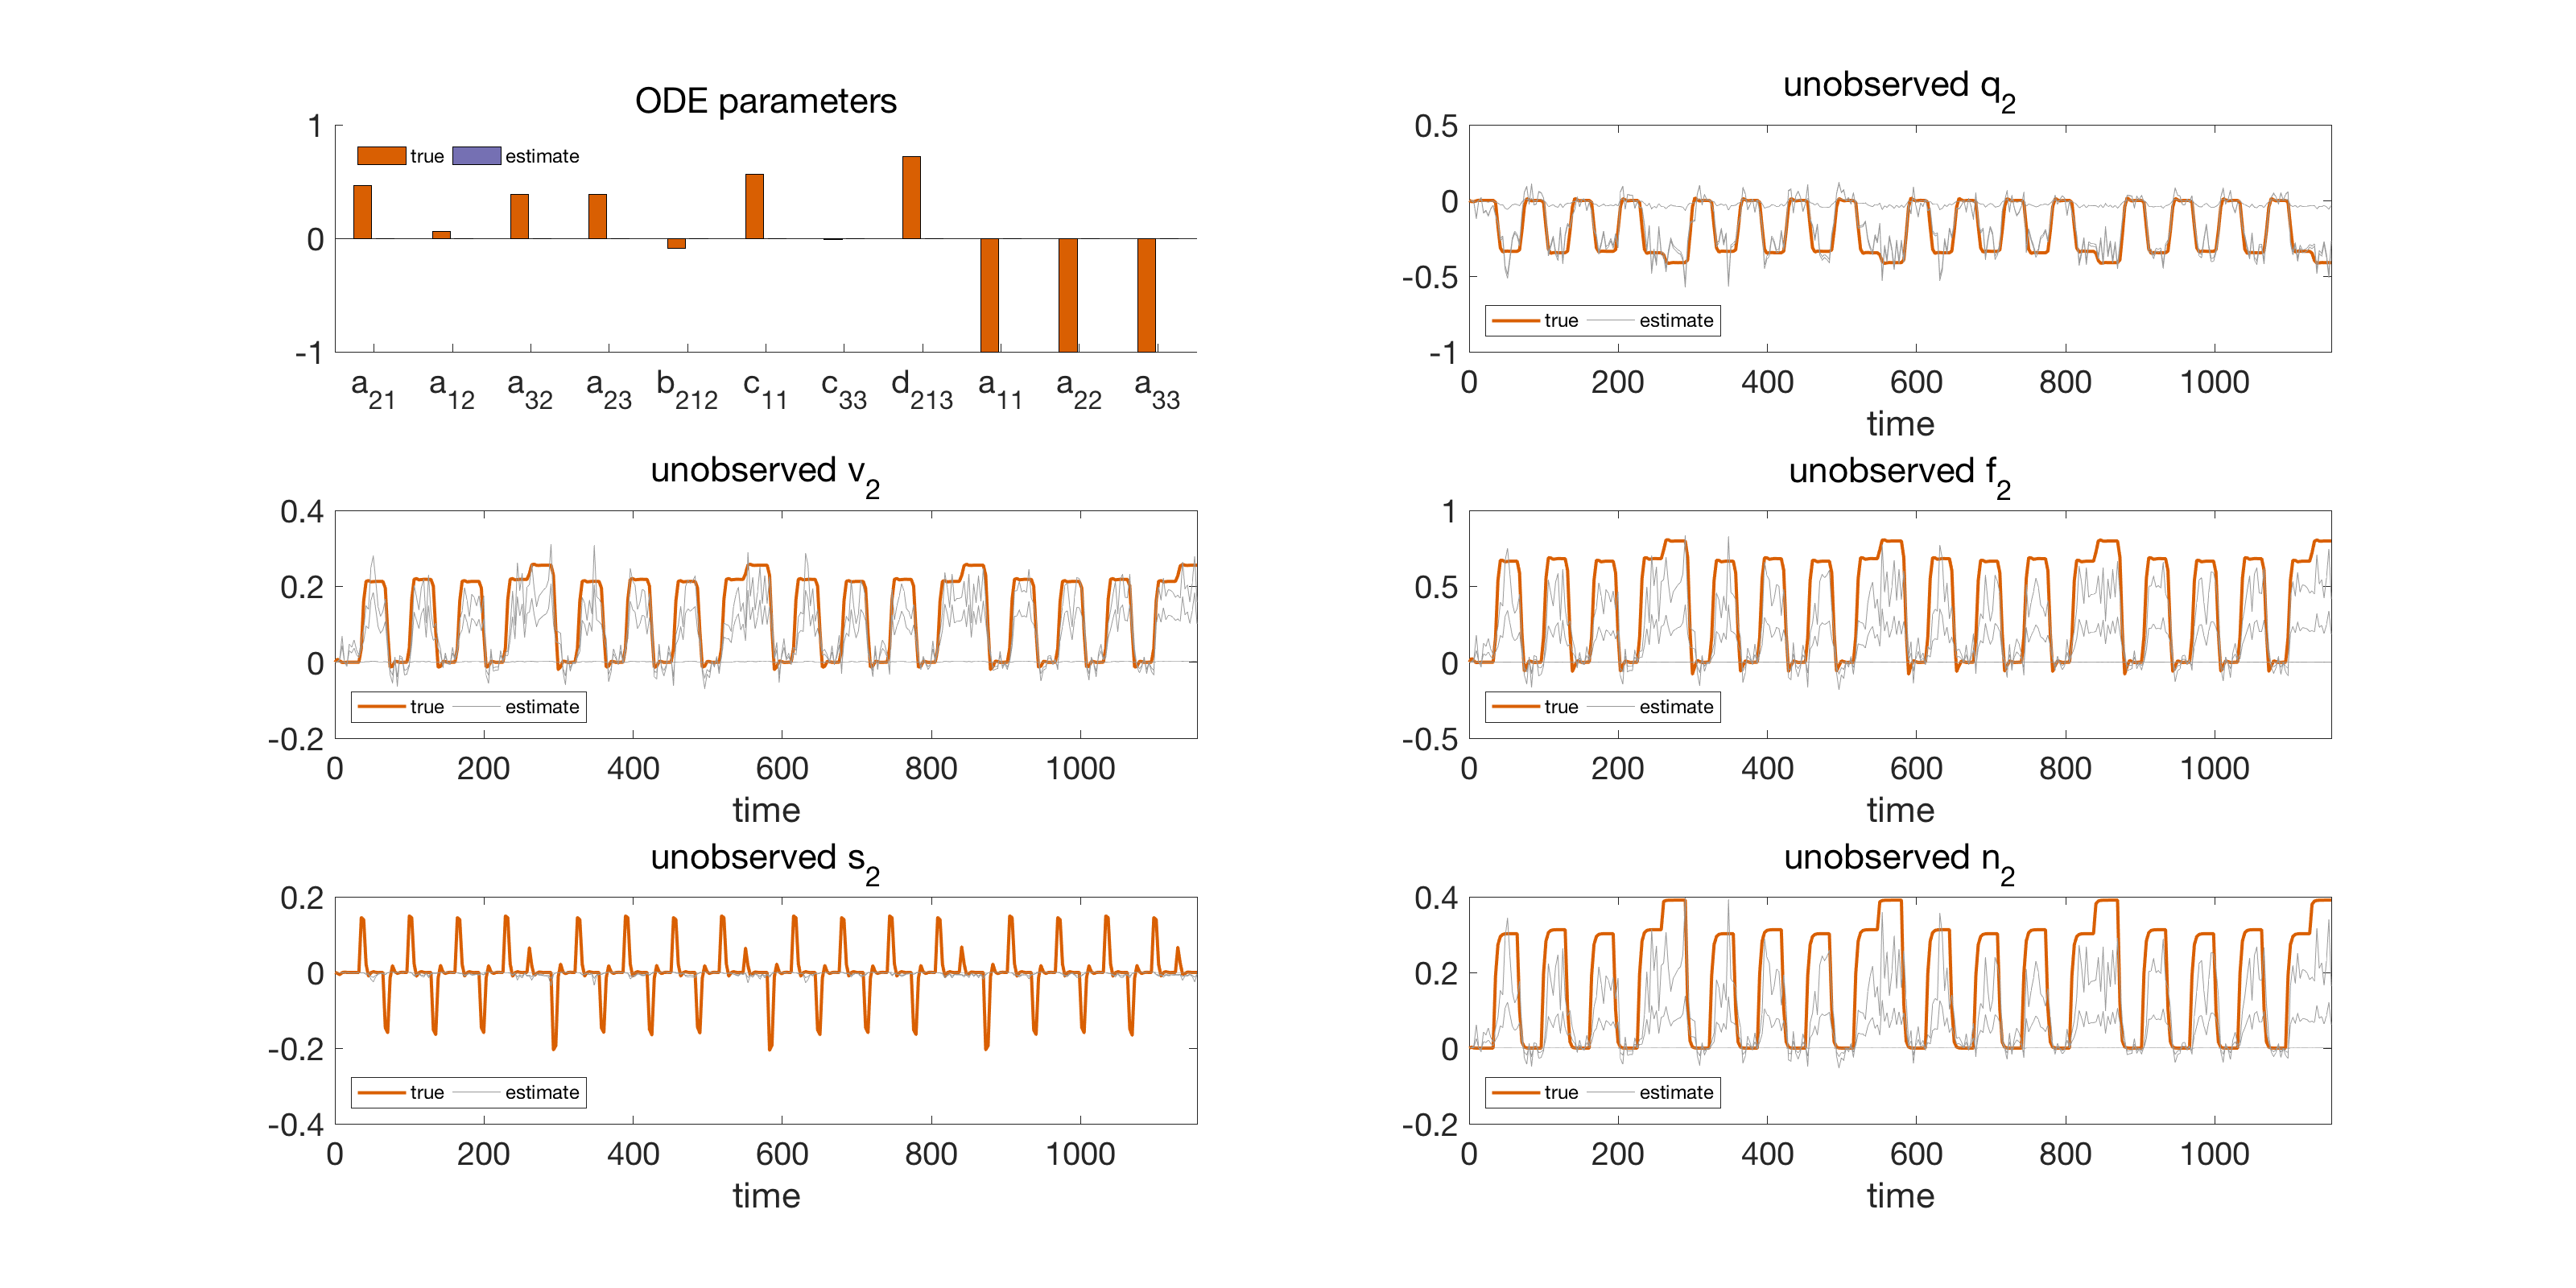 ODE parameters
1
0
-1
true estimate
a21 a12 a32 a23 b212 c11 c33 d213 a11 a22 a33
unobserved q2
0.5
0
-0.5
-1
true estimate
0 200 400 600 800 1000
time
unobserved v2
0.4
0.2
0
-0.2
true estimate
0 200 400 600 800 1000
time
unobserved f2
1
0.5
0
-0.5
true estimate
0 200 400 600 800 1000
time
unobserved s2
0.2
0
-0.2
-0.4
true estimate
0 200 400 600 800 1000
time
unobserved n2
0.4
0.2
0
-0.2
true estimate
0 200 400 600 800 1000
time